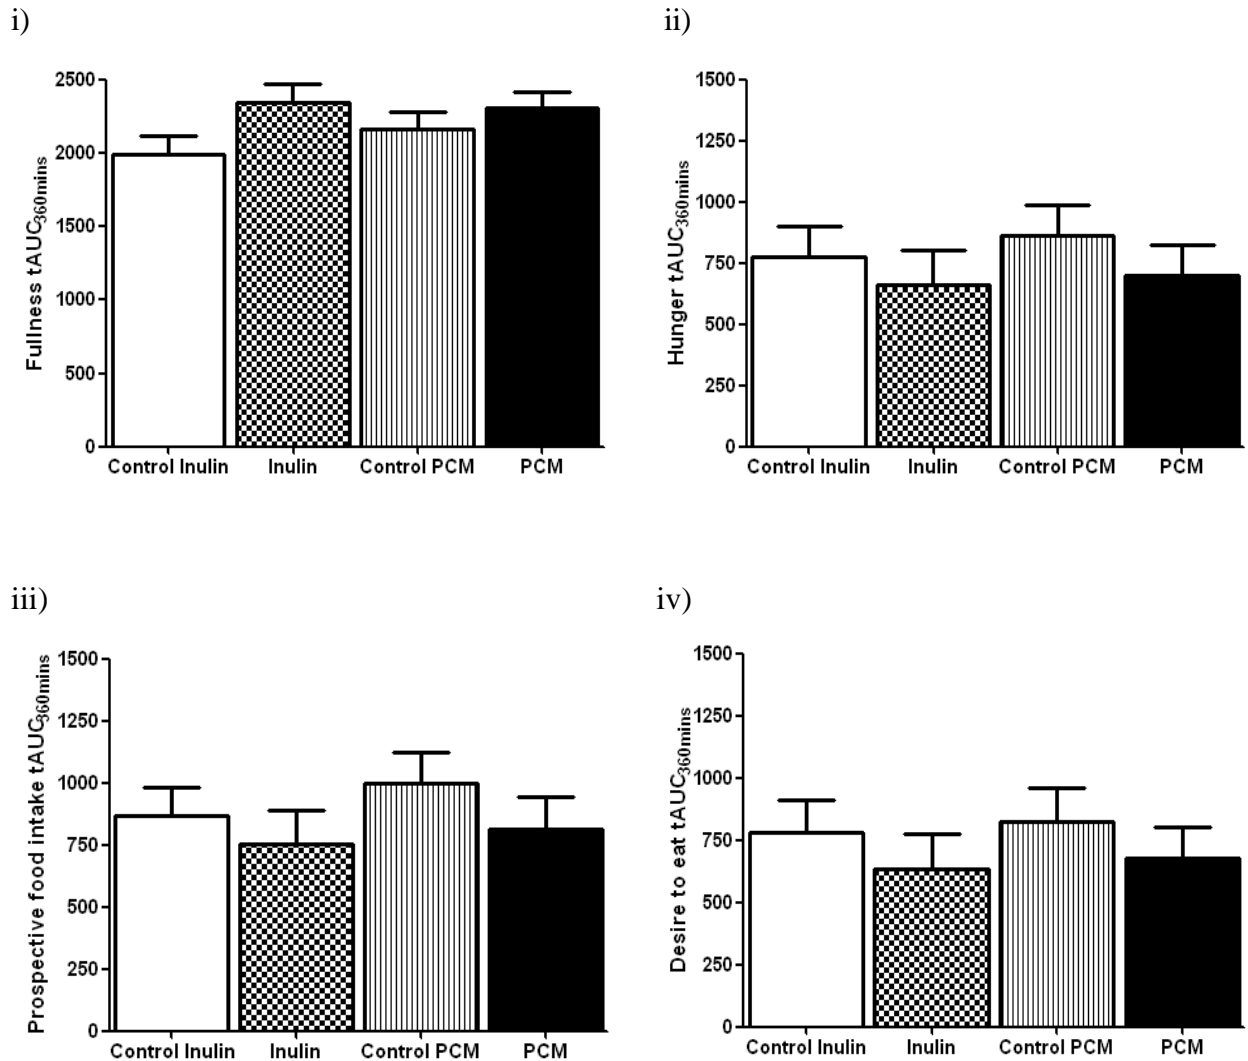 i)
Fullness tAUC360mins
2500
2000
1500
1000
500
0
Control Inulin Inulin Control PCM PCM
ii)
Hunger tAUC360mins
1500
1250
1000
750
500
250
0
Control Inulin Inulin Control PCM PCM
iii)
Prospective food intake tAUC360mins
1500
1250
1000
750
500
250
0
Control Inulin Inulin Control PCM PCM
iv)
Desire to eat tAUC360mins
1500
1250
1000
750
500
250
0
Control Inulin Inulin Control PCM PCM